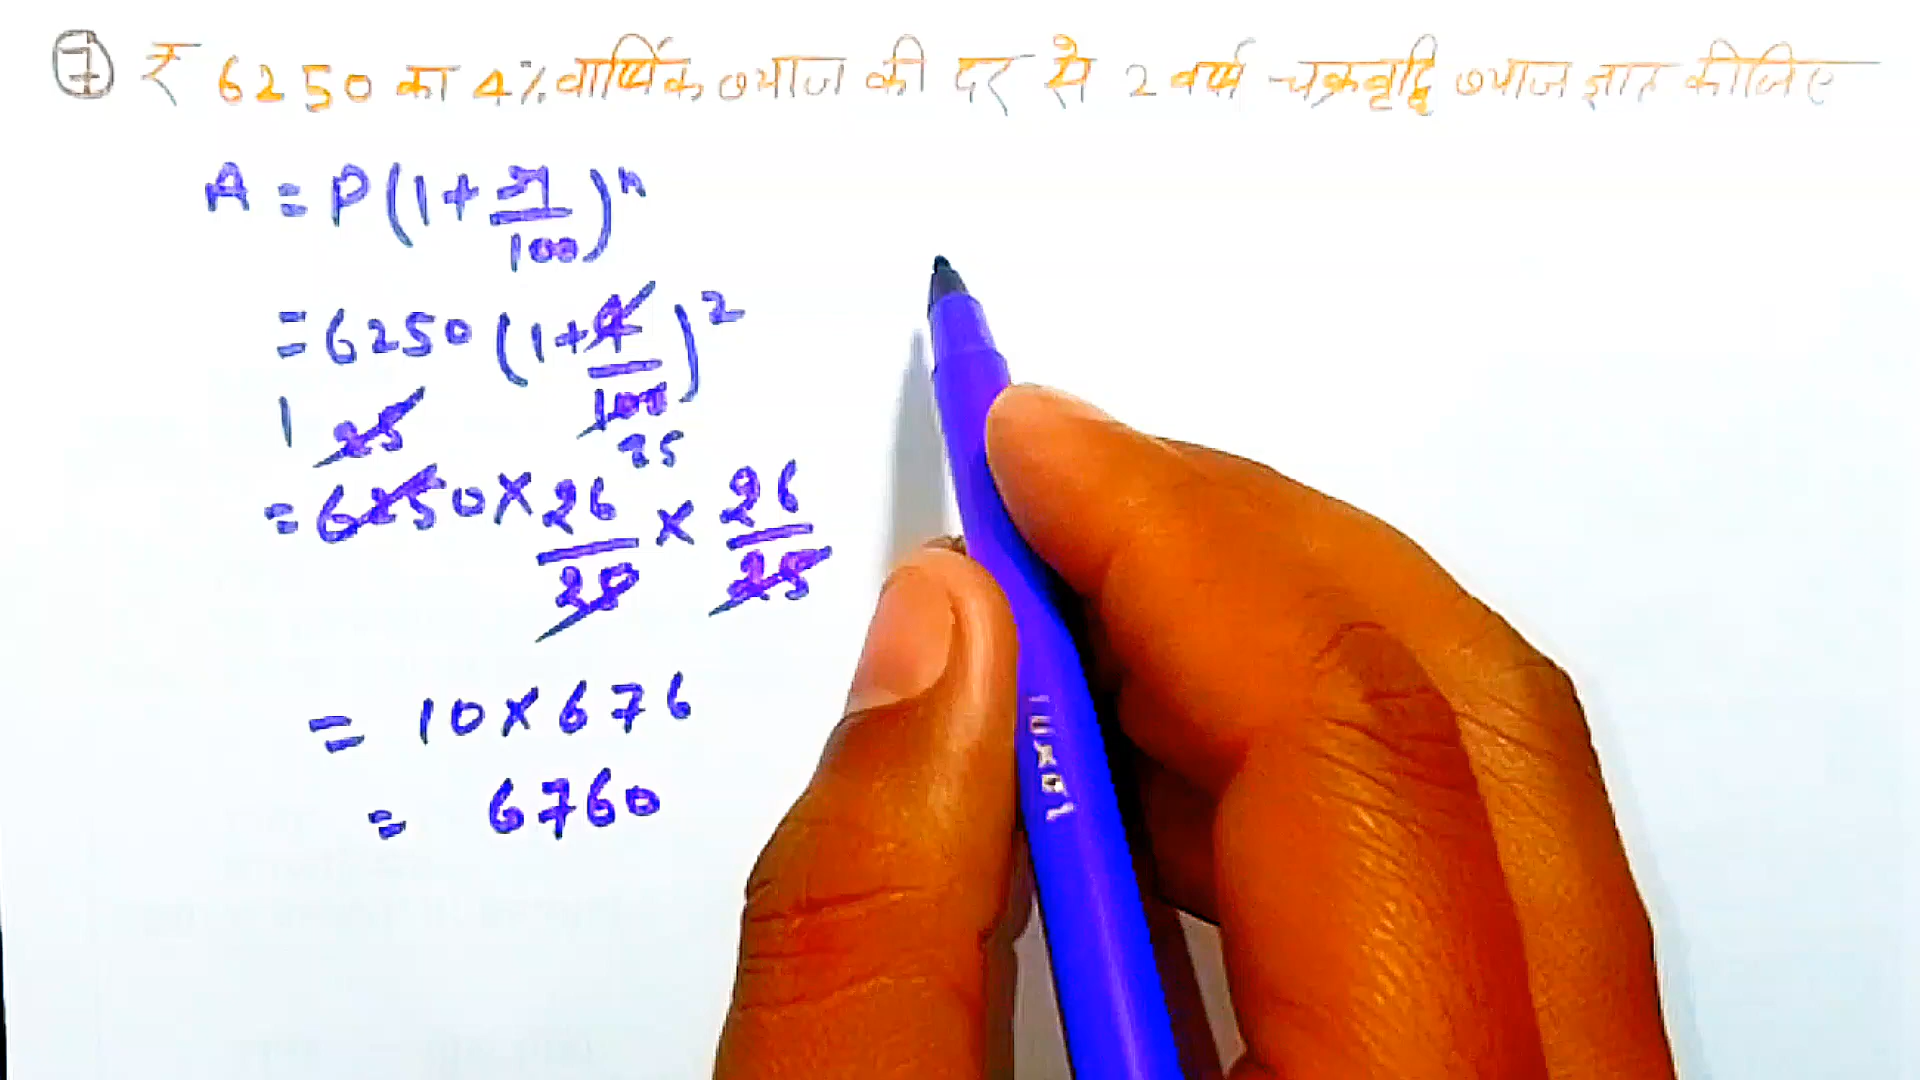 7 ₹ 6250 का 4% वार्षिक ब्याज की दर से 2 वर्ष चक्रवृद्धि ब्याज ज्ञात कीजिए
A = P(1+r/100)^n
= 6250 (1+4/100)^2
1 25 25
= 6250 × 26/25 × 26/25
= 10 × 676
= 6760
Luxor